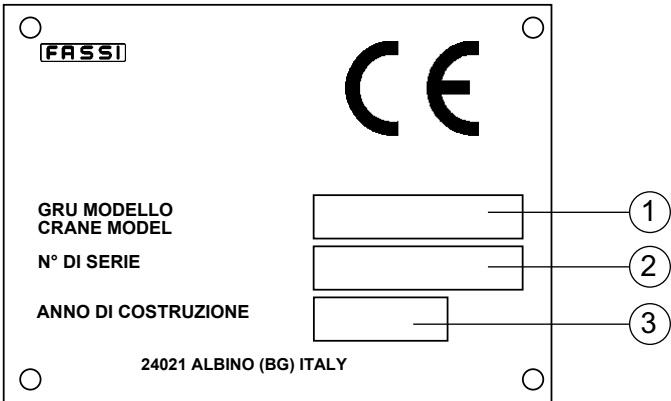 FASSI
CE
GRU MODELLO
CRANE MODEL
1
N° DI SERIE
2
ANNO DI COSTRUZIONE
3
24021 ALBINO (BG) ITALY